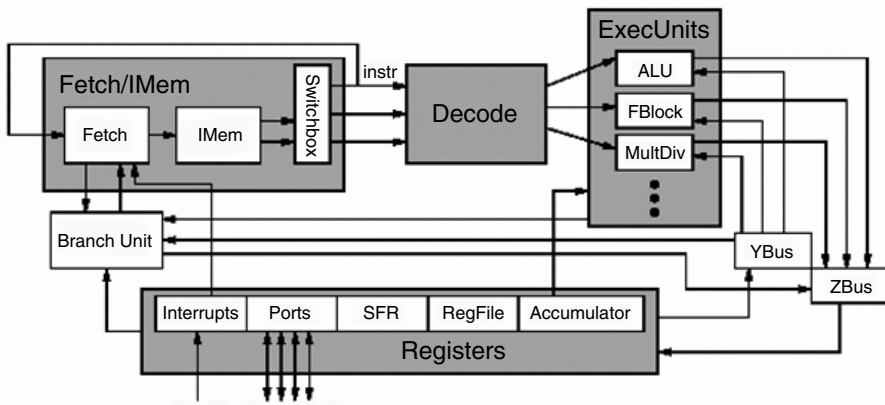 ExecUnits
instr
ALU
Fetch/IMem
Switchbox
Decode
FBlock
Fetch
IMem
MultDiv
Branch Unit
YBus
ZBus
Interrupts
Ports
SFR
RegFile
Accumulator
Registers